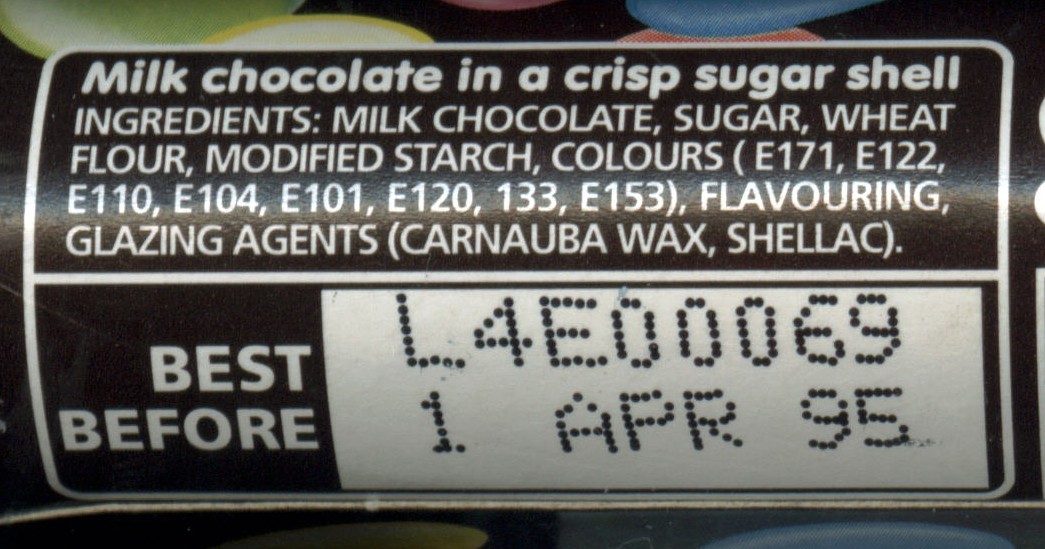 Milk chocolate in a crisp sugar shell
INGREDIENTS: MILK CHOCOLATE, SUGAR, WHEAT
FLOUR, MODIFIED STARCH, COLOURS ( E171, E122,
E110, E104, E101, E120, 133, E153), FLAVOURING,
GLAZING AGENTS (CARNAUBA WAX, SHELLAC).
BEST
BEFORE
L4E00069
1 APR 95